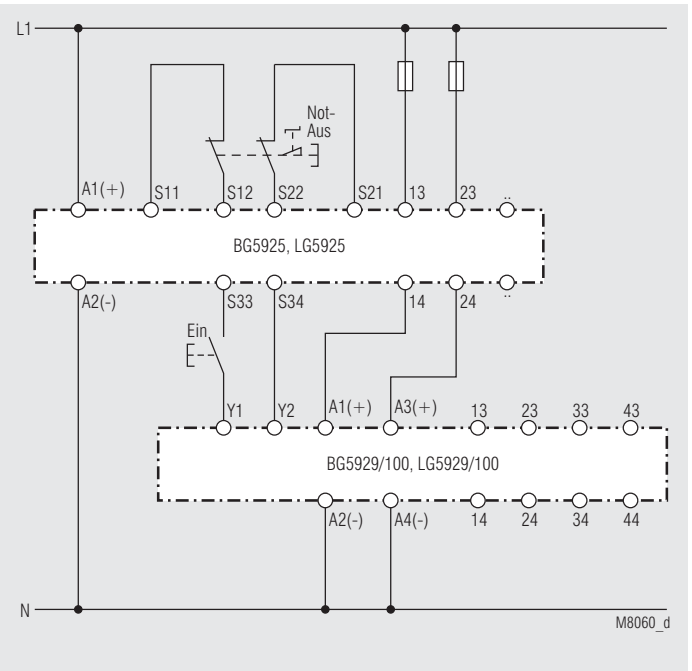 L1
Not-
Aus
A1(+) S11 S12 S22 S21 13 23 ..
BG5925, LG5925
A2(-) S33 S34 14 24 ..
Ein
Y1 Y2 A1(+) A3(+) 13 23 33 43
BG5929/100, LG5929/100
A2(-) A4(-) 14 24 34 44
N
M8060_d